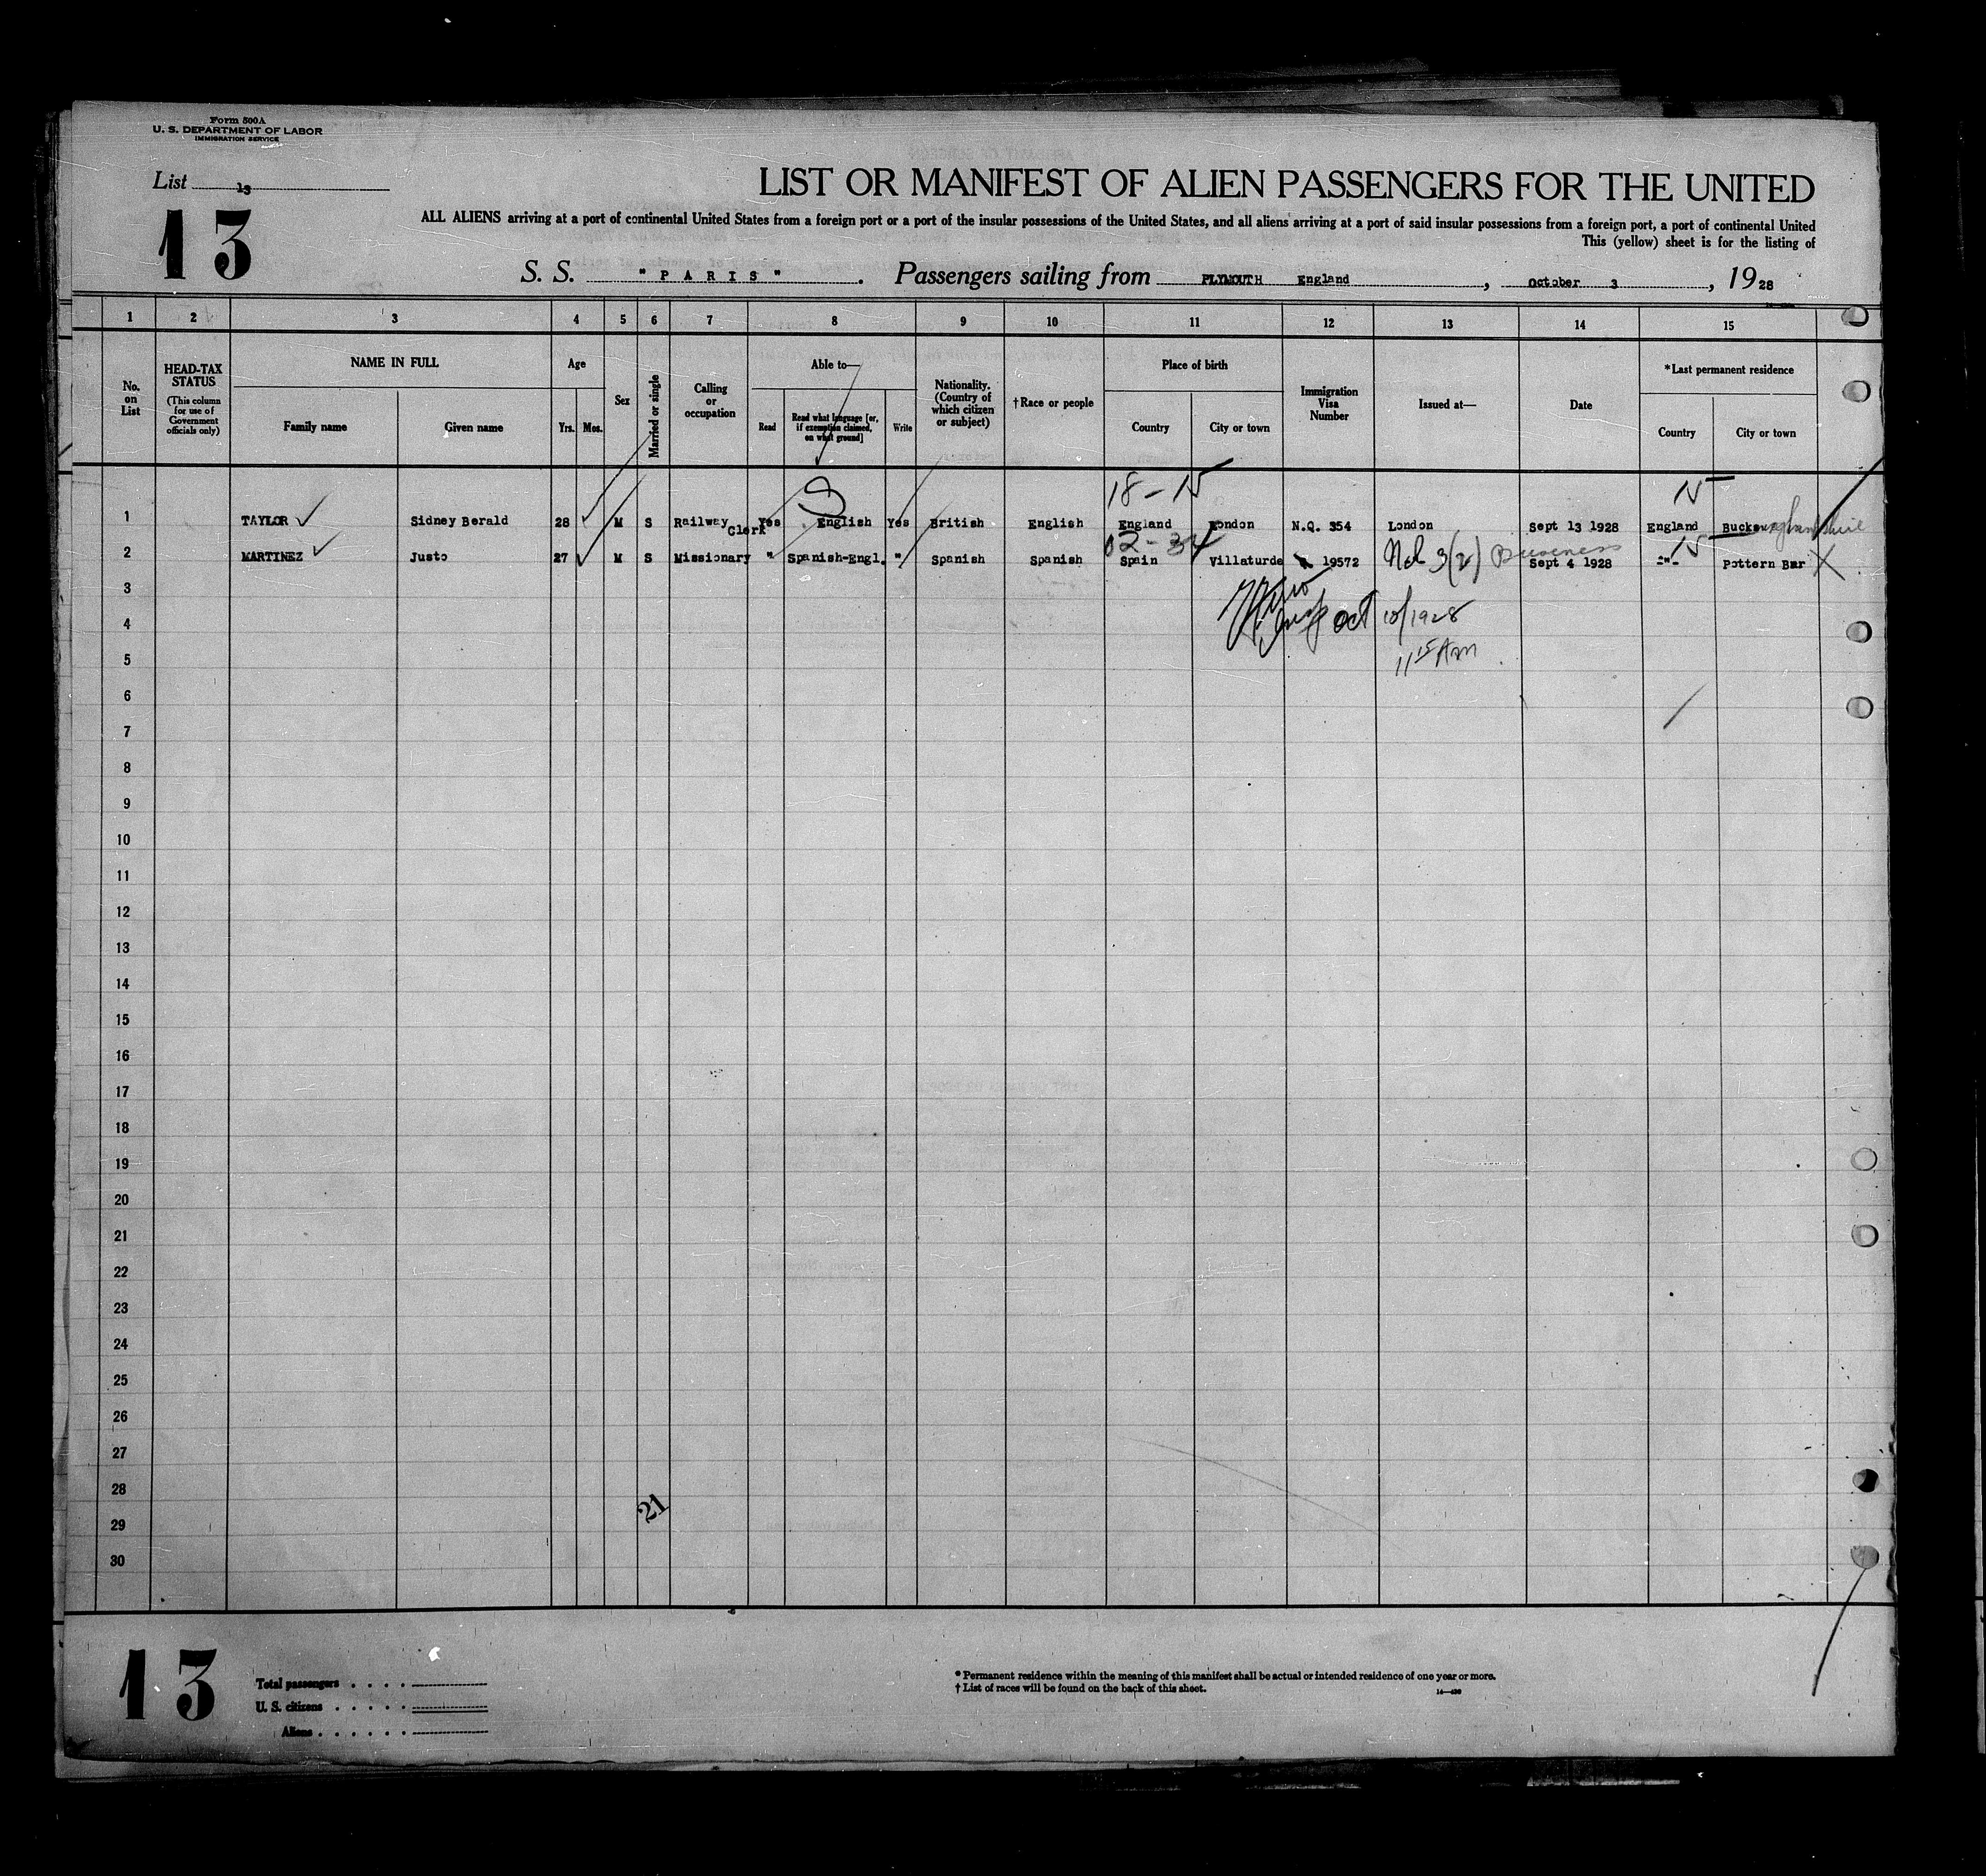 Form 500A
U. S. DEPARTMENT OF LABOR
IMMIGRATION SERVICE
List 13
13
LIST OR MANIFEST OF ALIEN PASSENGERS FOR THE UNITED
ALL ALIENS arriving at a port of continental United States from a foreign port or a port of the insular possessions of the United States, and all aliens arriving at a port of said insular possessions from a foreign port, a port of continental United
This (yellow) sheet is for the listing of
S. S. "PARIS". Passengers sailing from PLYMOUTH England, October 3, 1928
1 2 3 4 5 6 7 8 9 10 11 12 13 14 15
No. on List
HEAD-TAX STATUS (This column for use of Government officials only)
NAME IN FULL
Family name Given name
Age
Yrs. Mos.
Sex
Married or single
Calling or occupation
Able to—
Read
Read what language [or, if exemption claimed, on what ground]
Write
Nationality. (Country of which citizen or subject)
†Race or people
Place of birth
Country City or town
Immigration Visa Number
Issued at—
Date
*Last permanent residence
Country City or town
18-15 15
1 TAYLOR Sidney Berald 28 M S Railway Clerk Yes English Yes British English England London N.Q. 354 London Sept 13 1928 England Buckinghamshire
02-34 15
2 MARTINEZ Justo 27 M S Missionary " Spanish-Engl. " Spanish Spanish Spain Villaturde 19572 3(2) Business Sept 4 1928 -"- Pottern Bar X
3
4 Oct 10/1928
5 11 15 AM
6
7
8
9
10
11
12
13
14
15
16
17
18
19
20
21
22
23
24
25
26
27
28
21
29
30
13
Total passengers
U. S. citizens
Aliens
* Permanent residence within the meaning of this manifest shall be actual or intended residence of one year or more.
† List of races will be found on the back of this sheet.